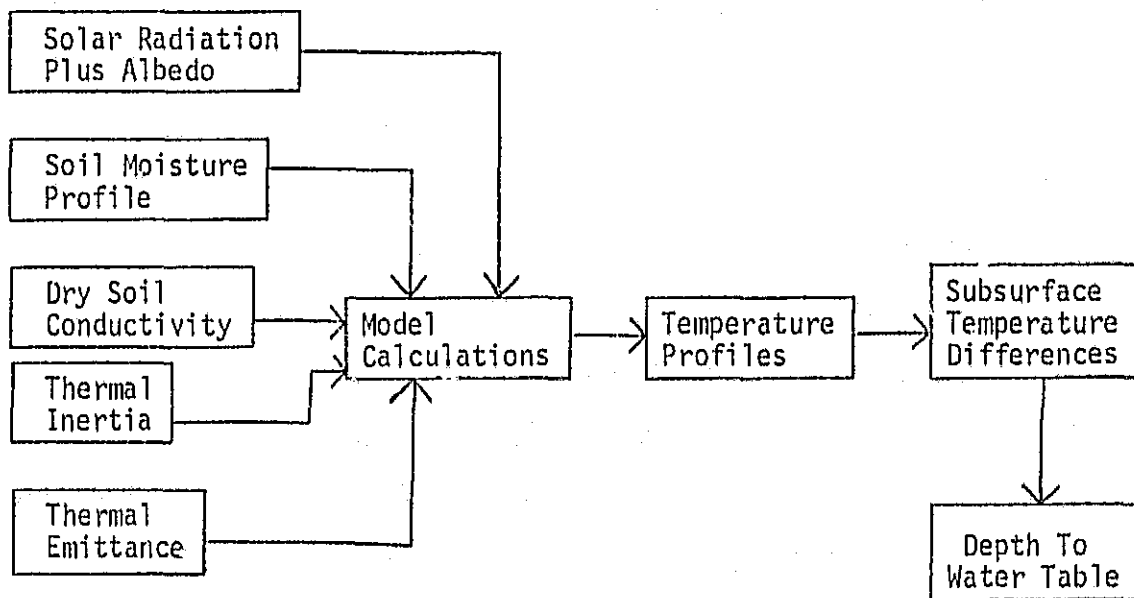 Solar Radiation
Plus Albedo
Soil Moisture
Profile
Dry Soil
Conductivity
Thermal
Inertia
Thermal
Emittance
Model
Calculations
Temperature
Profiles
Subsurface
Temperature
Differences
Depth To
Water Table